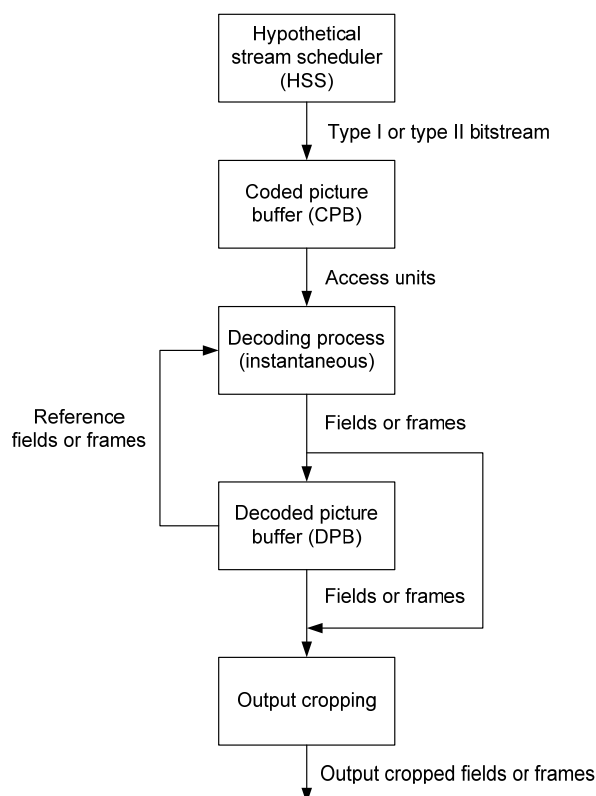 Hypothetical
stream scheduler
(HSS)
Type I or type II bitstream
Coded picture
buffer (CPB)
Access units
Decoding process
(instantaneous)
Reference
fields or frames
Fields or frames
Decoded picture
buffer (DPB)
Fields or frames
Output cropping
Output cropped fields or frames